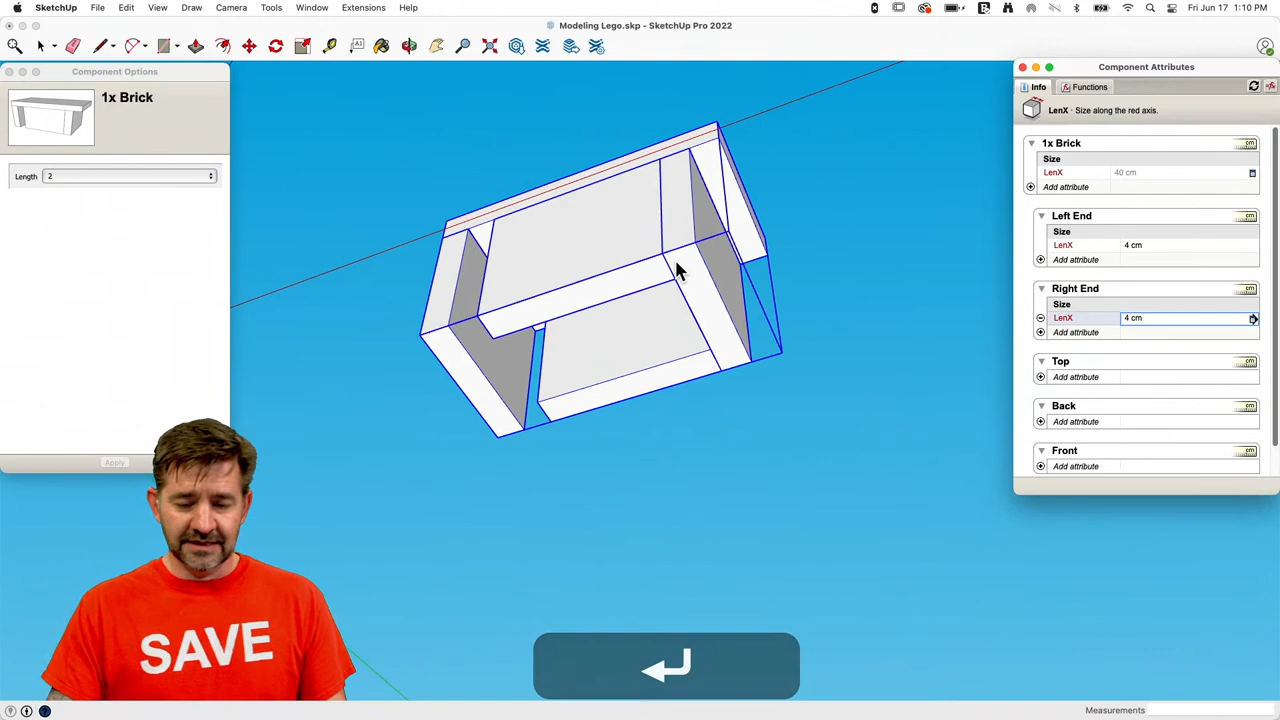 SketchUp File Edit View Draw Camera Tools Window Extensions Help Fri Jun 17 1:10 PM
Modeling Lego.skp - SketchUp Pro 2022
Component Options
1x Brick
Length 2
Apply
Component Attributes
Info Functions
LenX - Size along the red axis.
1x Brick
Size
LenX 40 cm
Add attribute
Left End
Size
LenX 4 cm
Add attribute
Right End
Size
LenX 4 cm
Add attribute
Top
Add attribute
Back
Add attribute
Front
Add attribute
SAVE
Measurements